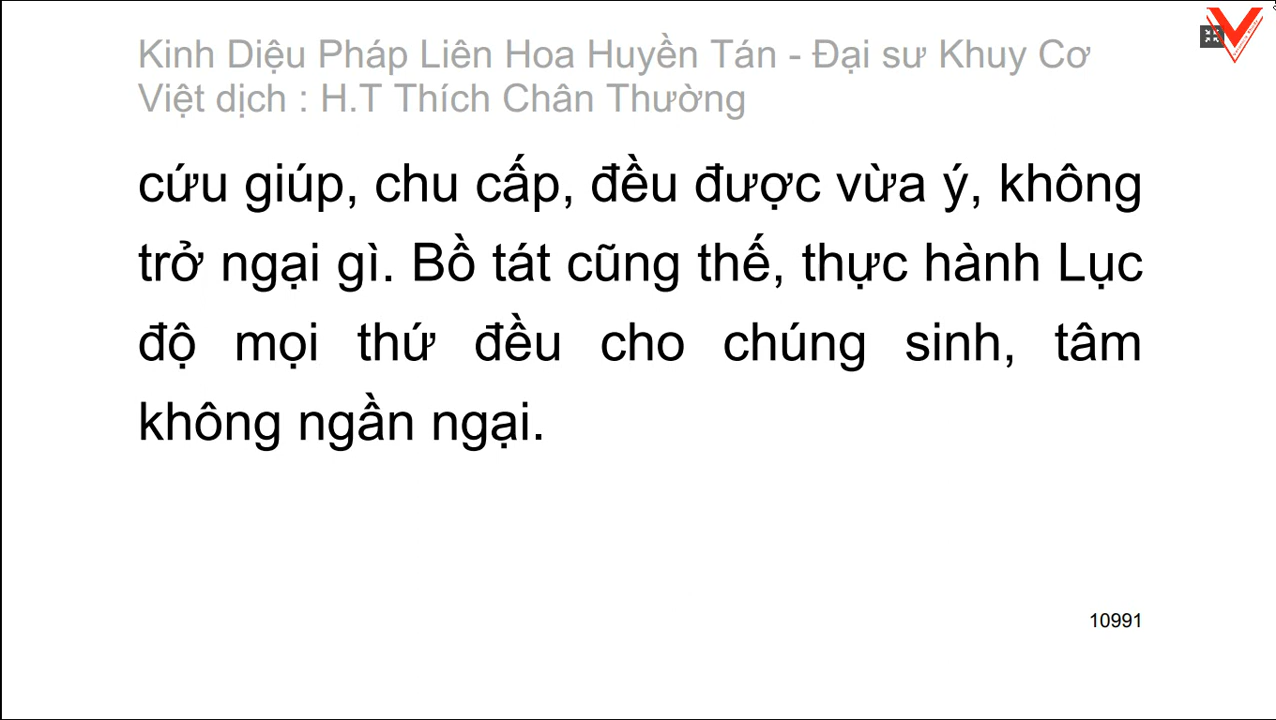 Kinh Diệu Pháp Liên Hoa Huyền Tán - Đại sư Khuy Cơ
Việt dịch : H.T Thích Chân Thường
cứu giúp, chu cấp, đều được vừa ý, không
trở ngại gì. Bồ tát cũng thế, thực hành Lục
độ mọi thứ đều cho chúng sinh, tâm
không ngần ngại.
10991